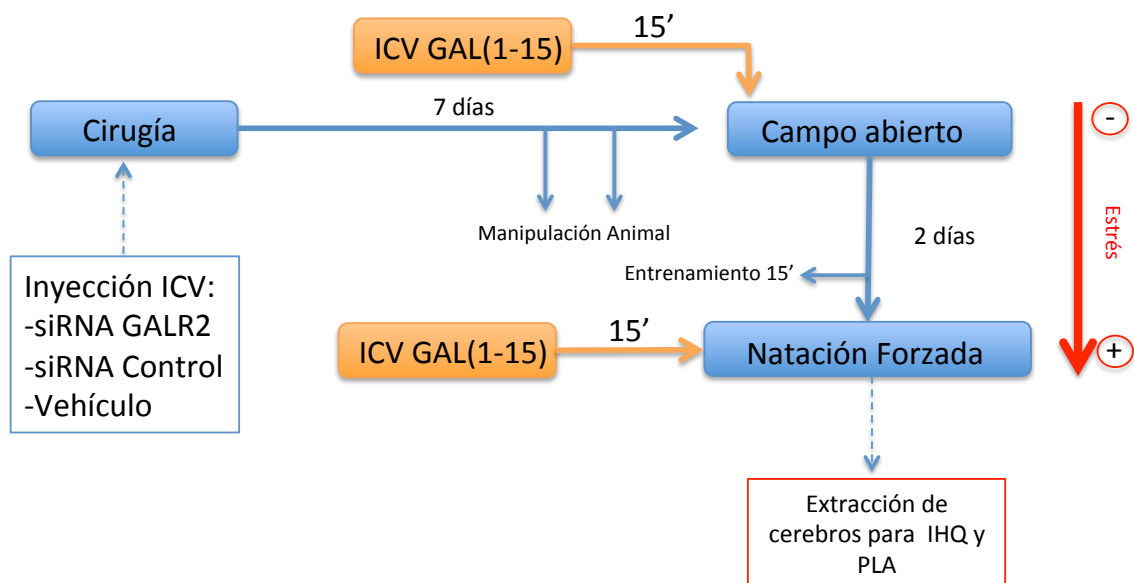 ICV GAL(1-15)
15’
Cirugía
7 días
Campo abierto
-
Manipulación Animal
2 días
Estrés
Entrenamiento 15’
Inyección ICV:
-siRNA GALR2
-siRNA Control
-Vehículo
ICV GAL(1-15)
15’
Natación Forzada
+
Extracción de
cerebros para IHQ y
PLA